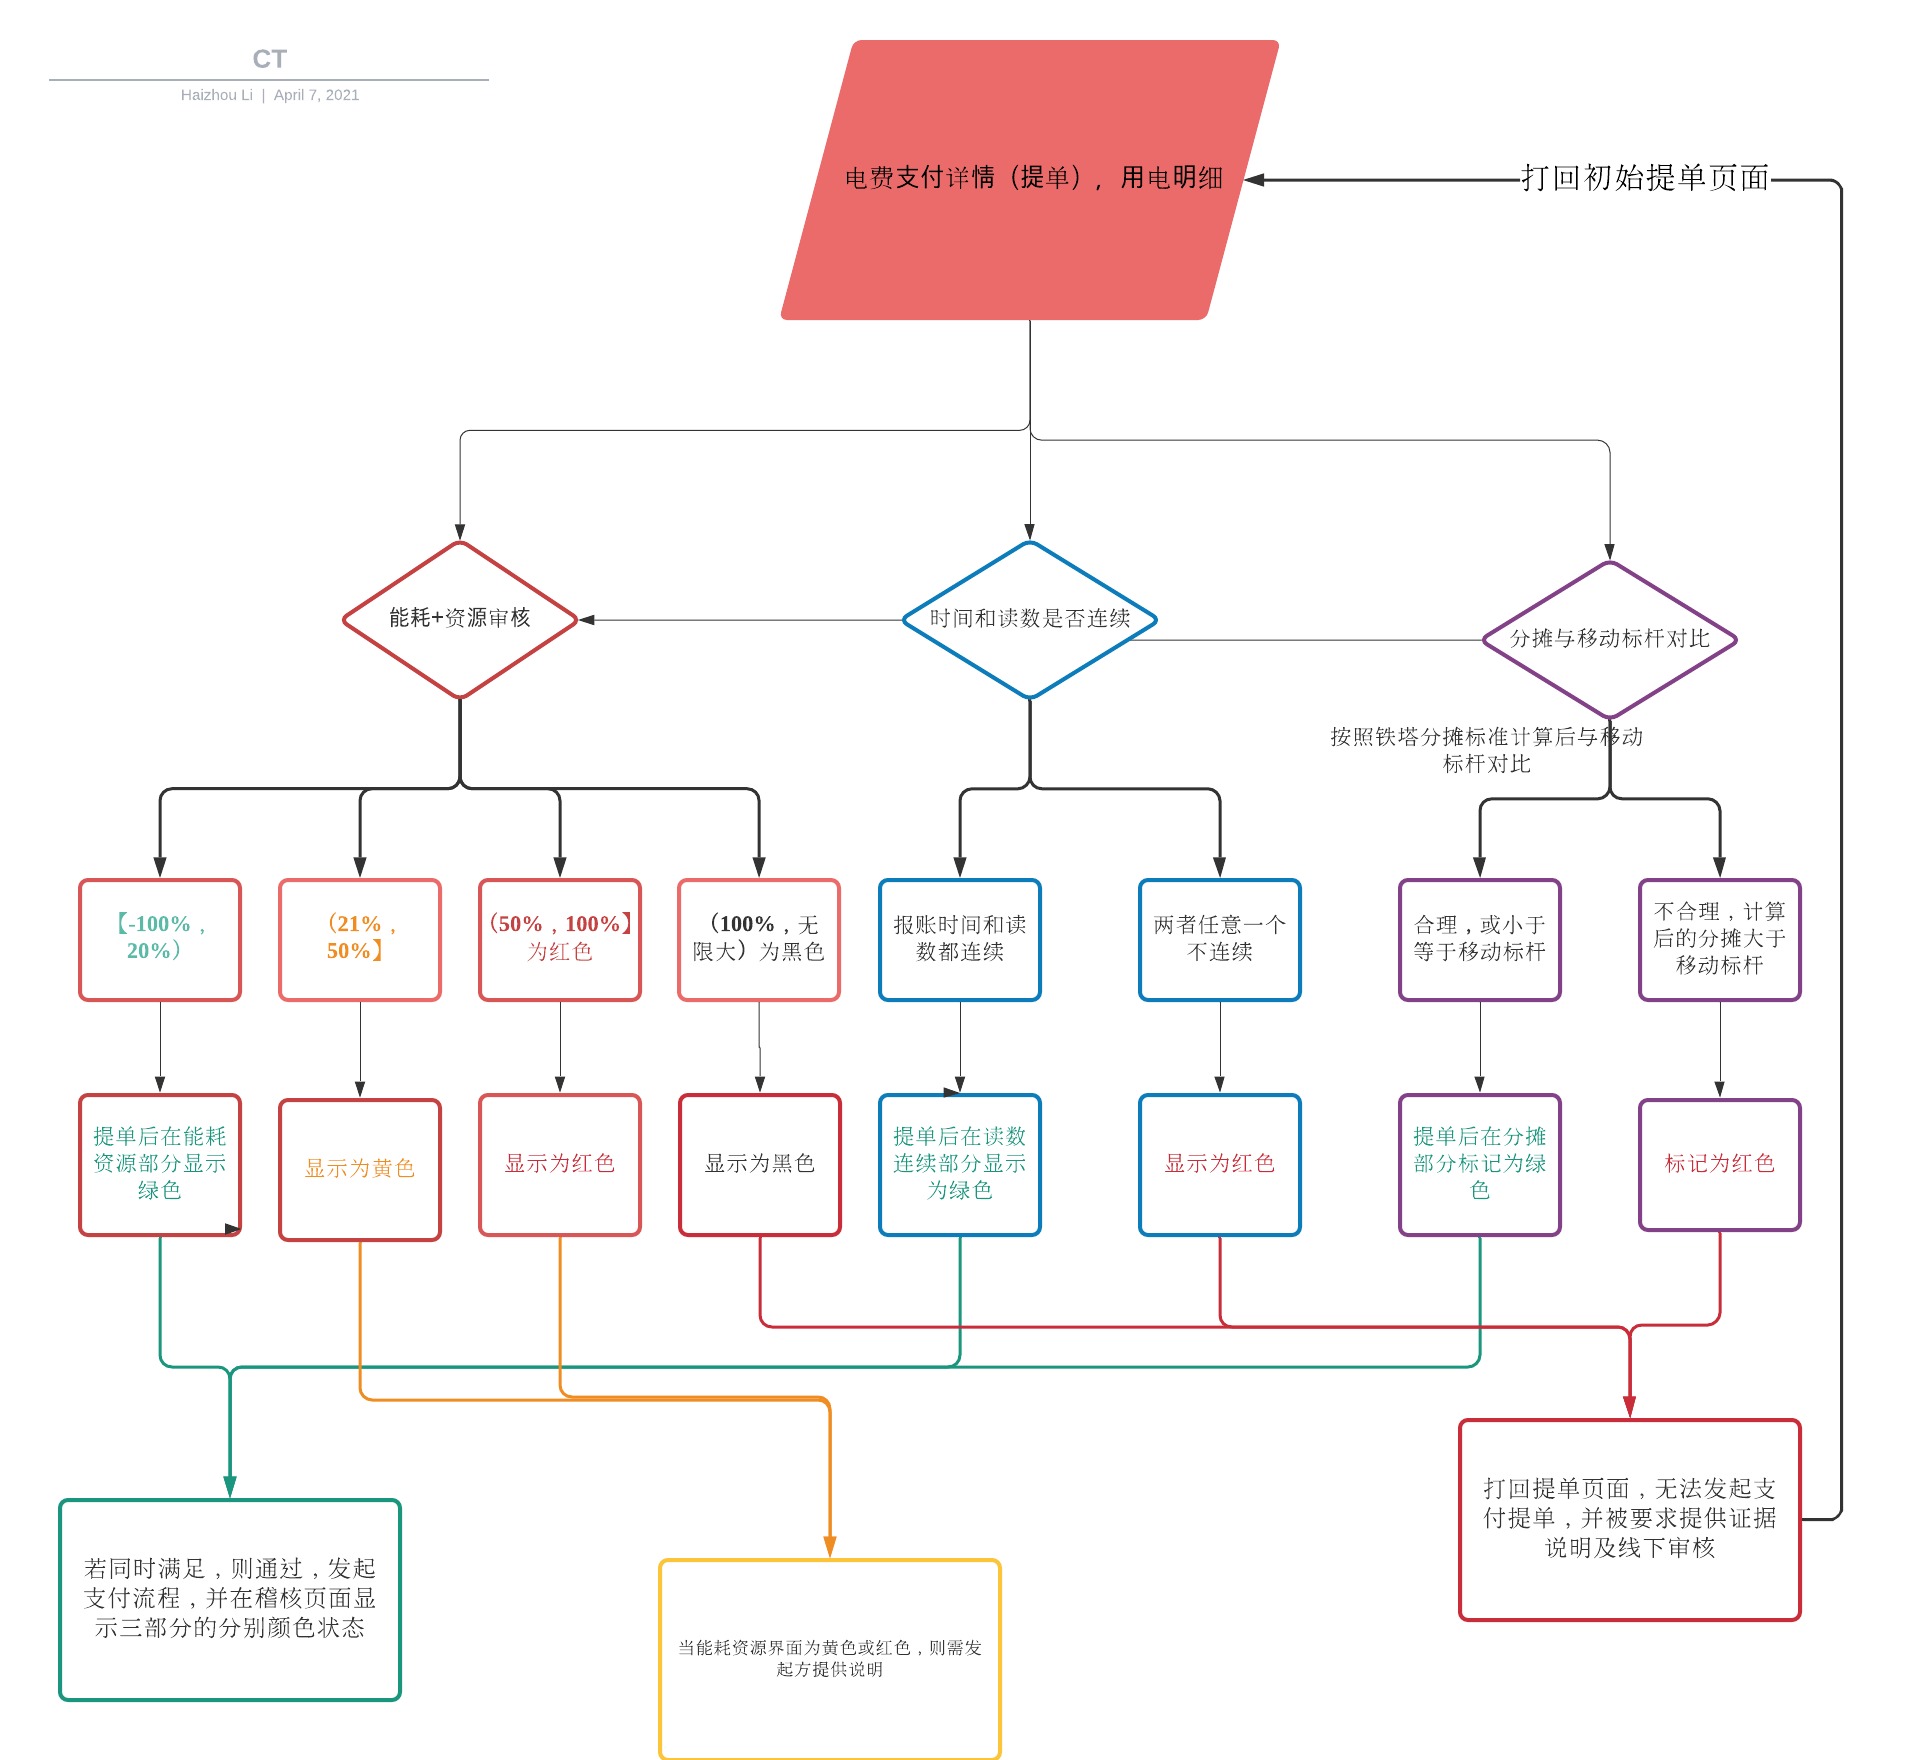 CT
Haizhou Li | April 7, 2021
电费支付详情（提单），用电明细
打回初始提单页面
能耗+资源审核
时间和读数是否连续
分摊与移动标杆对比
按照铁塔分摊标准计算后与移动
标杆对比
【-100%，
20%）
（21%，
50%】
（50%，100%】
为红色
（100%，无
限大）为黑色
报账时间和读
数都连续
两者任意一个
不连续
合理，或小于
等于移动标杆
不合理，计算
后的分摊大于
移动标杆
提单后在能耗
资源部分显示
绿色
显示为黄色
显示为红色
显示为黑色
提单后在读数
连续部分显示
为绿色
显示为红色
提单后在分摊
部分标记为绿
色
标记为红色
若同时满足，则通过，发起
支付流程，并在稽核页面显
示三部分的分别颜色状态
当能耗资源界面为黄色或红色，则需发
起方提供说明
打回提单页面，无法发起支
付提单，并被要求提供证据
说明及线下审核